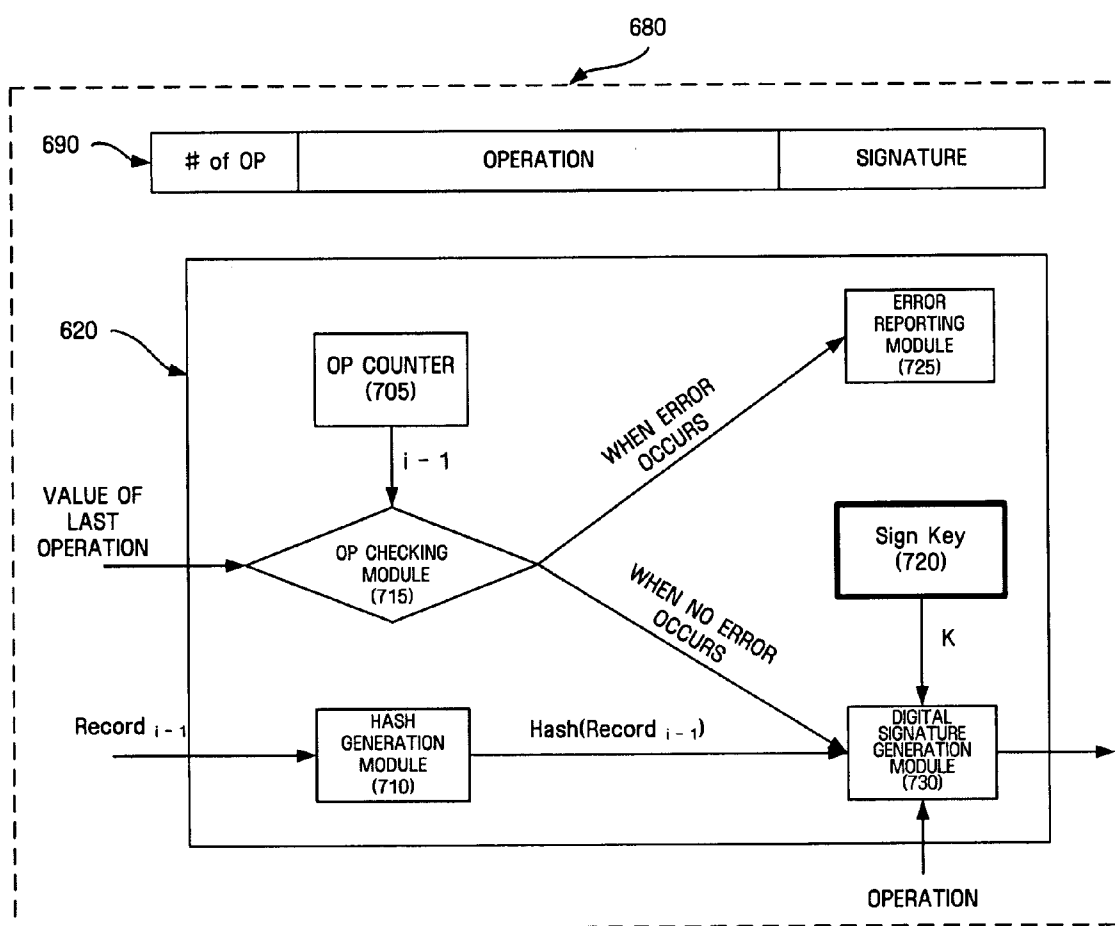 680
690
# of OP
OPERATION
SIGNATURE
620
OP COUNTER
(705)
i - 1
ERROR
REPORTING
MODULE
(725)
WHEN ERROR
OCCURS
VALUE OF
LAST
OPERATION
OP CHECKING
MODULE
(715)
Sign Key
(720)
K
WHEN NO ERROR
OCCURS
Record i - 1
HASH
GENERATION
MODULE
(710)
Hash(Record i - 1)
DIGITAL
SIGNATURE
GENERATION
MODULE
(730)
OPERATION